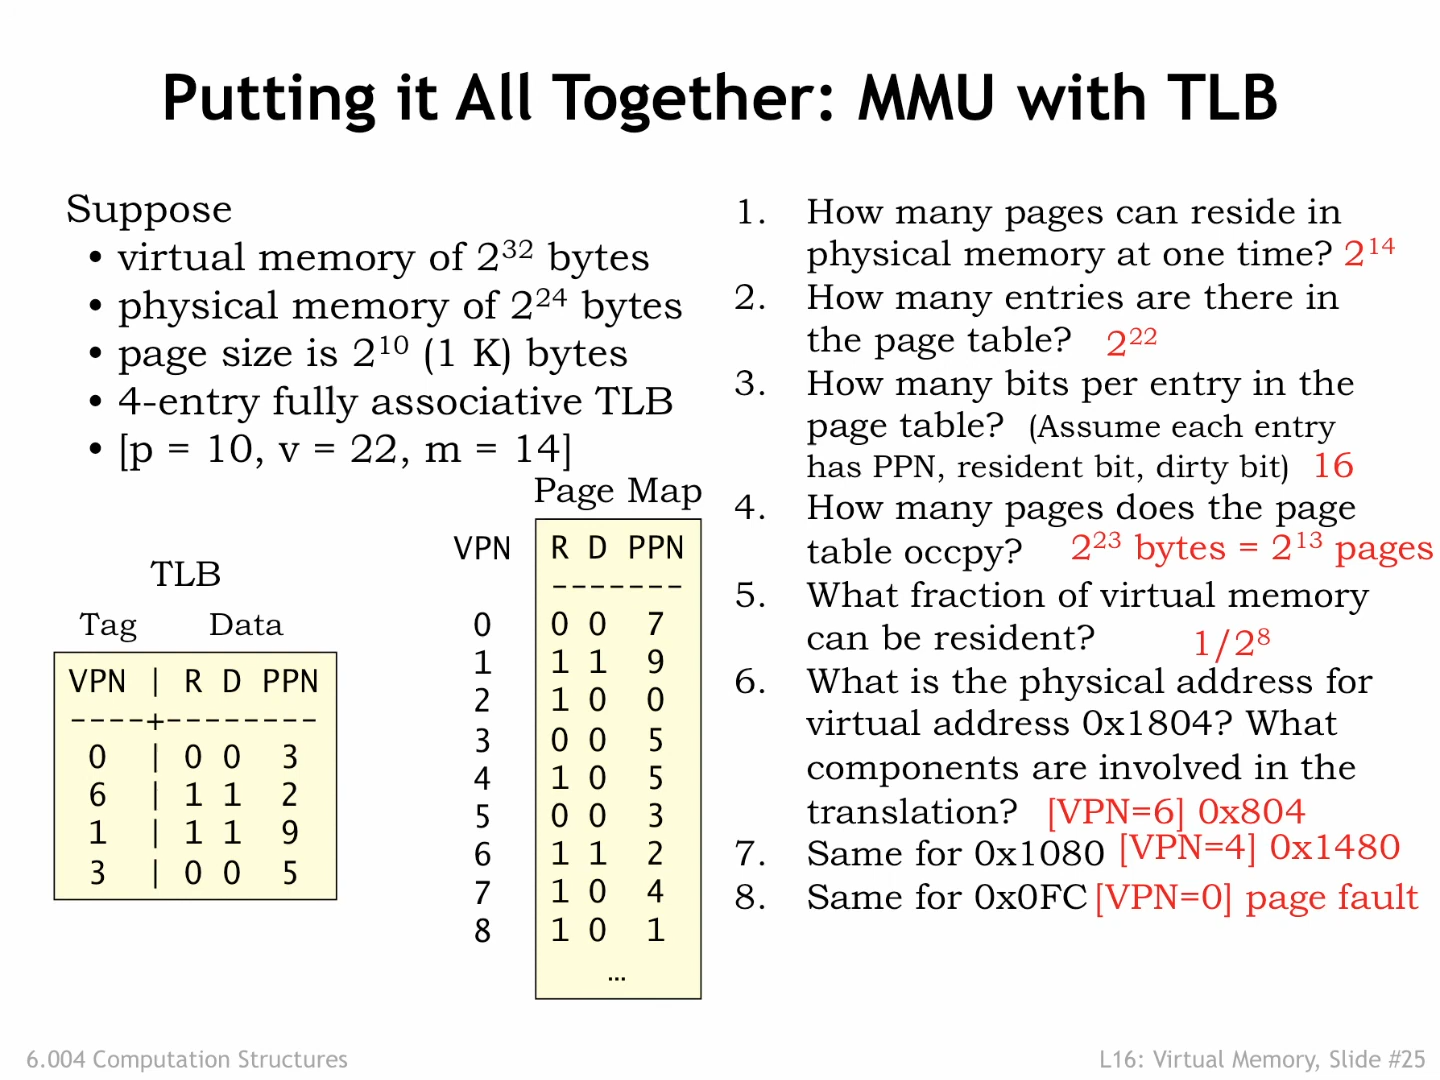 Putting it All Together: MMU with TLB
Suppose
• virtual memory of 2³² bytes
• physical memory of 2²⁴ bytes
• page size is 2¹⁰ (1 K) bytes
• 4-entry fully associative TLB
• [p = 10, v = 22, m = 14]
TLB
Tag Data
VPN | R D PPN
----+--------
0 | 0 0 3
6 | 1 1 2
1 | 1 1 9
3 | 0 0 5
Page Map
VPN R D PPN
-------
0 0 0 7
1 1 1 9
2 1 0 0
3 0 0 5
4 1 0 5
5 0 0 3
6 1 1 2
7 1 0 4
8 1 0 1
…
1. How many pages can reside in
physical memory at one time? 2¹⁴
2. How many entries are there in
the page table? 2²²
3. How many bits per entry in the
page table? (Assume each entry
has PPN, resident bit, dirty bit) 16
4. How many pages does the page
table occpy? 2²³ bytes = 2¹³ pages
5. What fraction of virtual memory
can be resident? 1/2⁸
6. What is the physical address for
virtual address 0x1804? What
components are involved in the
translation? [VPN=6] 0x804
7. Same for 0x1080 [VPN=4] 0x1480
8. Same for 0x0FC [VPN=0] page fault
6.004 Computation Structures
L16: Virtual Memory, Slide #25